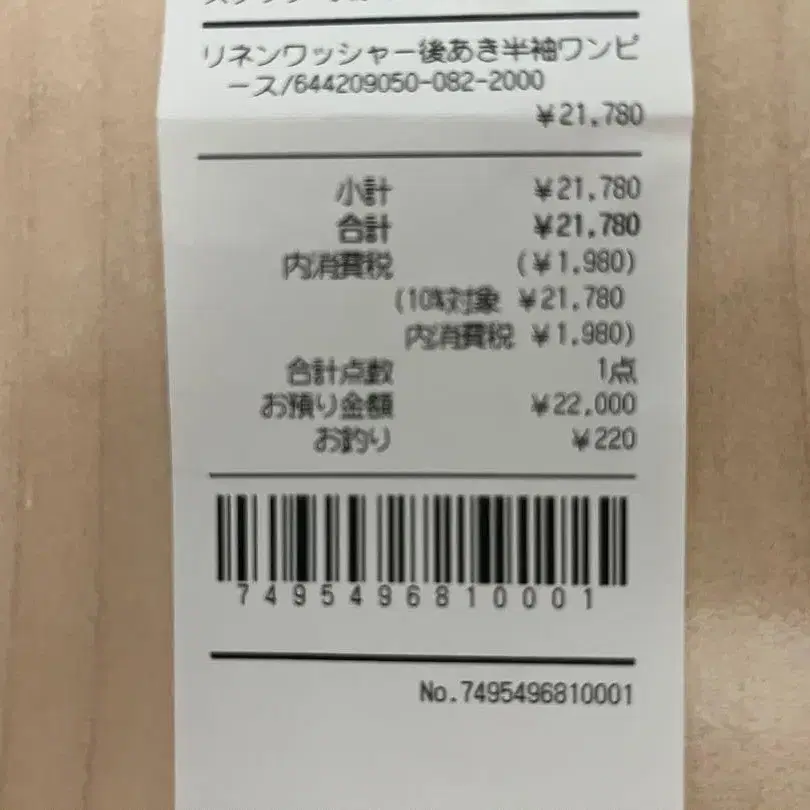 リネンワッシャー後あき半袖ワンピ
ース/644209050-082-2000
¥21,780
小計 ¥21,780
合計 ¥21,780
内消費税 (¥1,980)
(10%対象 ¥21,780
内消費税 ¥1,980)
合計点数 1点
お預り金額 ¥22,000
お釣り ¥220
7495496810001
No.7495496810001